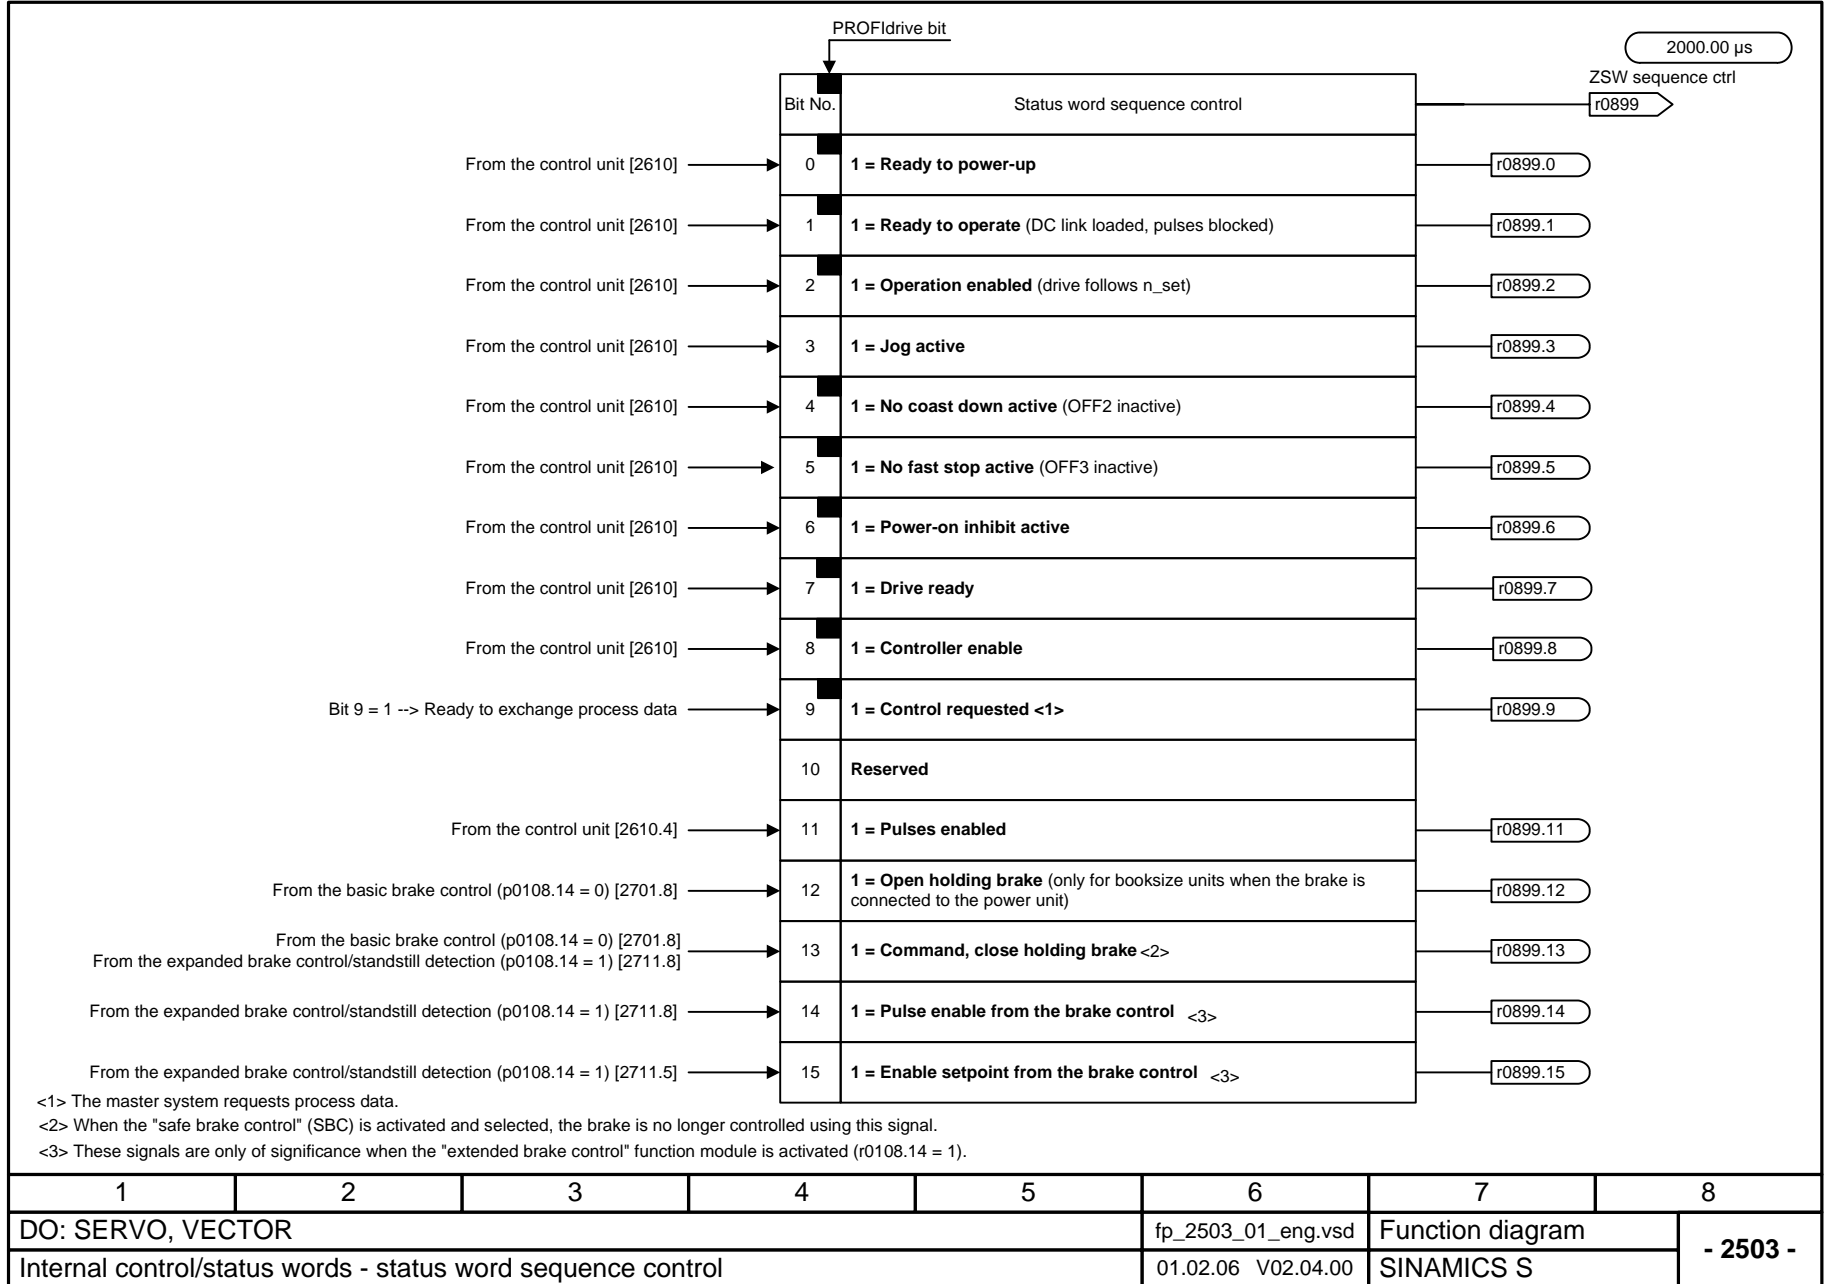 PROFIdrive bit
2000.00 µs
ZSW sequence ctrl
Bit No. Status word sequence control r0899
From the control unit [2610] 0 1 = Ready to power-up r0899.0
From the control unit [2610] 1 1 = Ready to operate (DC link loaded, pulses blocked) r0899.1
From the control unit [2610] 2 1 = Operation enabled (drive follows n_set) r0899.2
From the control unit [2610] 3 1 = Jog active r0899.3
From the control unit [2610] 4 1 = No coast down active (OFF2 inactive) r0899.4
From the control unit [2610] 5 1 = No fast stop active (OFF3 inactive) r0899.5
From the control unit [2610] 6 1 = Power-on inhibit active r0899.6
From the control unit [2610] 7 1 = Drive ready r0899.7
From the control unit [2610] 8 1 = Controller enable r0899.8
Bit 9 = 1 --> Ready to exchange process data 9 1 = Control requested <1> r0899.9
10 Reserved
From the control unit [2610.4] 11 1 = Pulses enabled r0899.11
From the basic brake control (p0108.14 = 0) [2701.8] 12 1 = Open holding brake (only for booksize units when the brake is
connected to the power unit) r0899.12
From the basic brake control (p0108.14 = 0) [2701.8]
From the expanded brake control/standstill detection (p0108.14 = 1) [2711.8] 13 1 = Command, close holding brake <2> r0899.13
From the expanded brake control/standstill detection (p0108.14 = 1) [2711.8] 14 1 = Pulse enable from the brake control <3> r0899.14
From the expanded brake control/standstill detection (p0108.14 = 1) [2711.5] 15 1 = Enable setpoint from the brake control <3> r0899.15
<1> The master system requests process data.
<2> When the "safe brake control" (SBC) is activated and selected, the brake is no longer controlled using this signal.
<3> These signals are only of significance when the "extended brake control" function module is activated (r0108.14 = 1).
1 2 3 4 5 6 7 8
DO: SERVO, VECTOR fp_2503_01_eng.vsd Function diagram - 2503 -
Internal control/status words - status word sequence control 01.02.06 V02.04.00 SINAMICS S